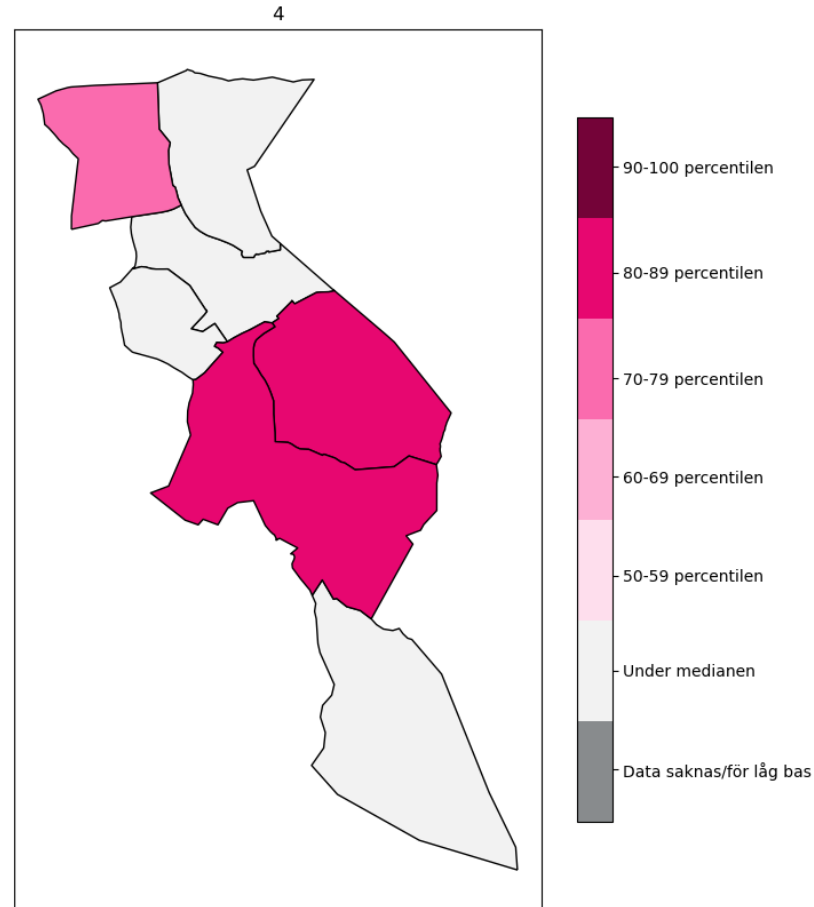 4
90-100 percentilen
80-89 percentilen
70-79 percentilen
60-69 percentilen
50-59 percentilen
Under medianen
Data saknas/för låg bas